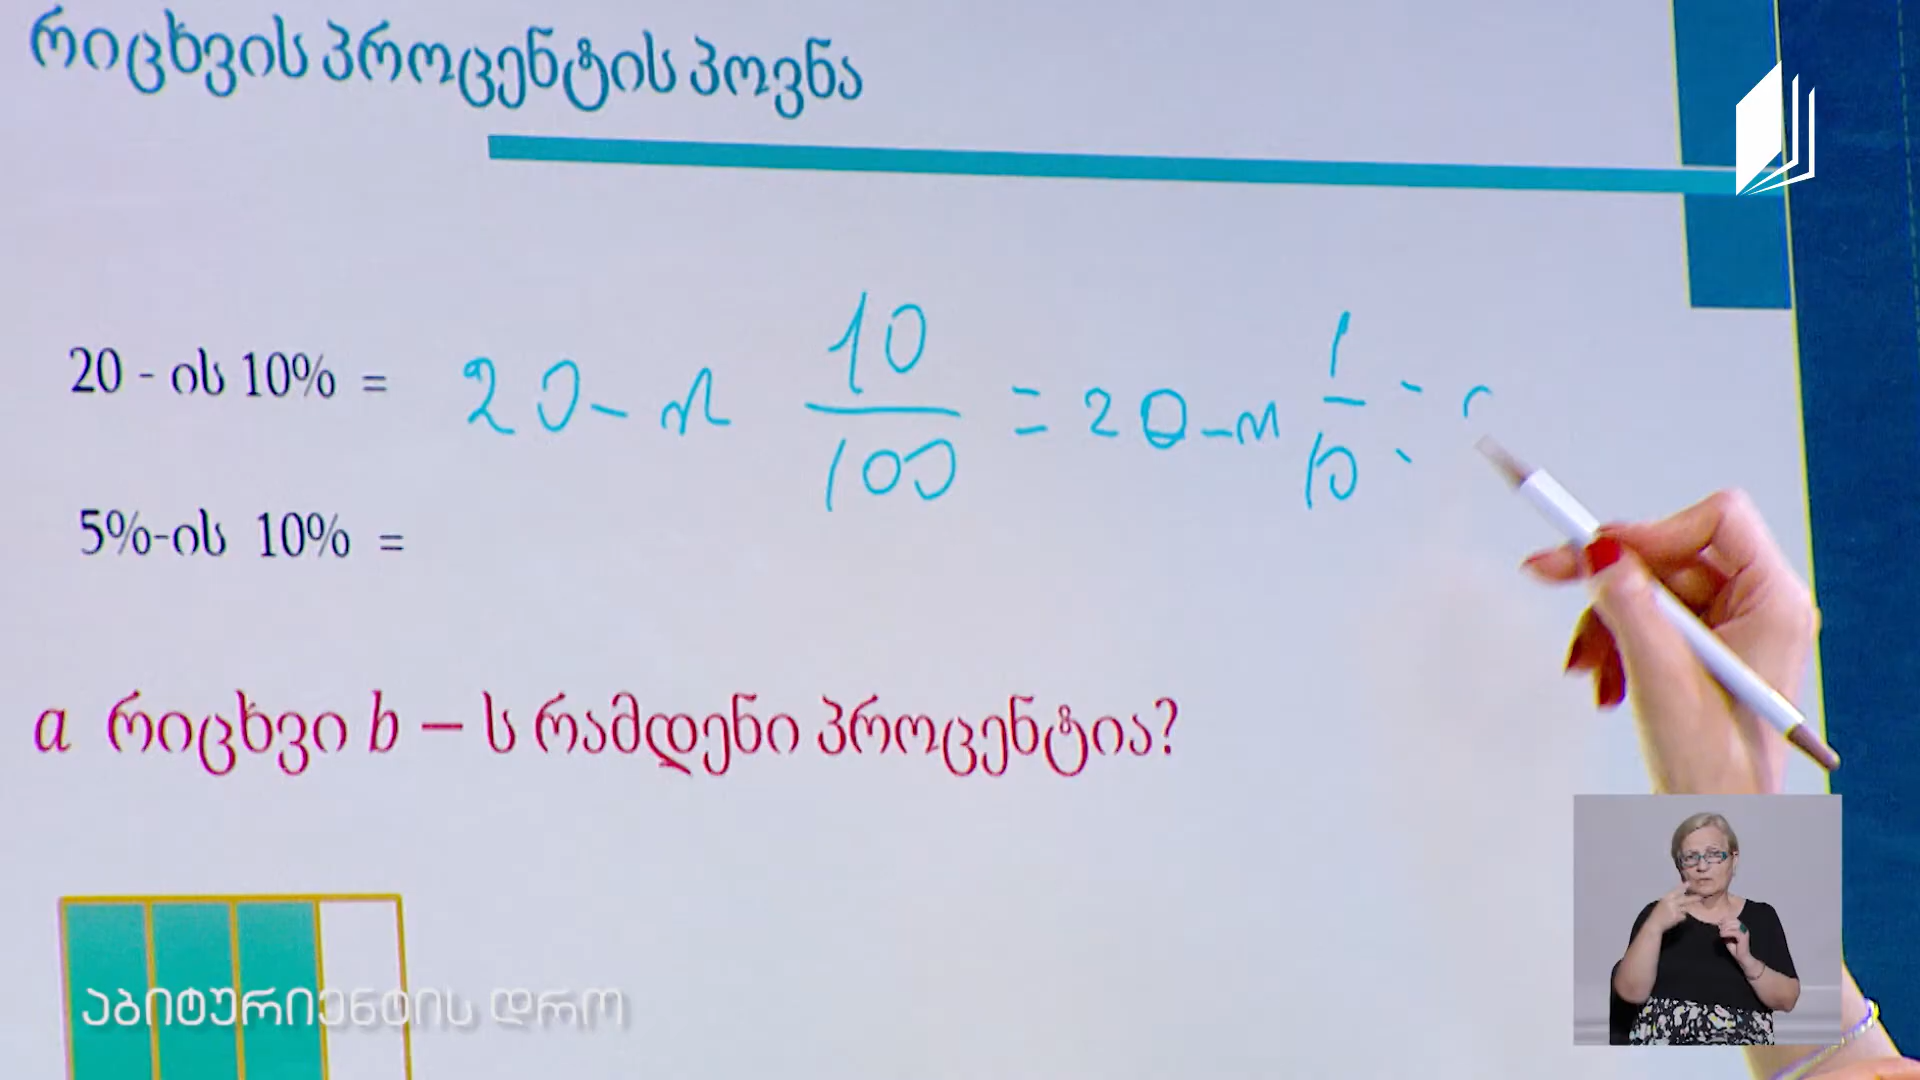 რიცხვის პროცენტის პოვნა
20 - ის 10% = 20 - ის 10/100 = 20 - ის 1/10 =
5%-ის 10% =
a რიცხვი b – ს რამდენი პროცენტია?
აბიტურიენტის დრო